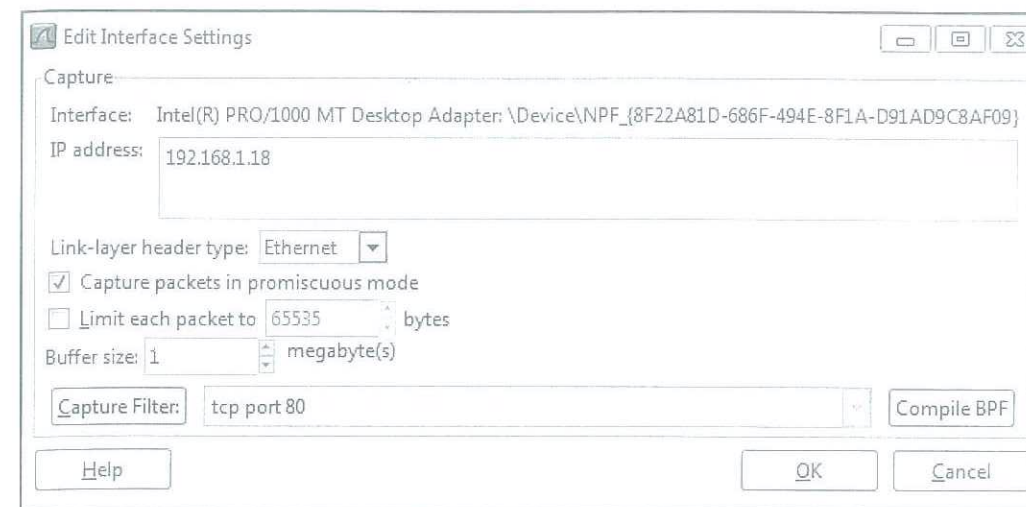 Edit Interface Settings
Capture
Interface: Intel(R) PRO/1000 MT Desktop Adapter: \Device\NPF_{8F22A81D-686F-494E-8F1A-D91AD9C8AF09}
IP address: 192.168.1.18
Link-layer header type: Ethernet
Capture packets in promiscuous mode
Limit each packet to 65535 bytes
Buffer size: 1 megabyte(s)
Capture Filter: tcp port 80 Compile BPF
Help OK Cancel